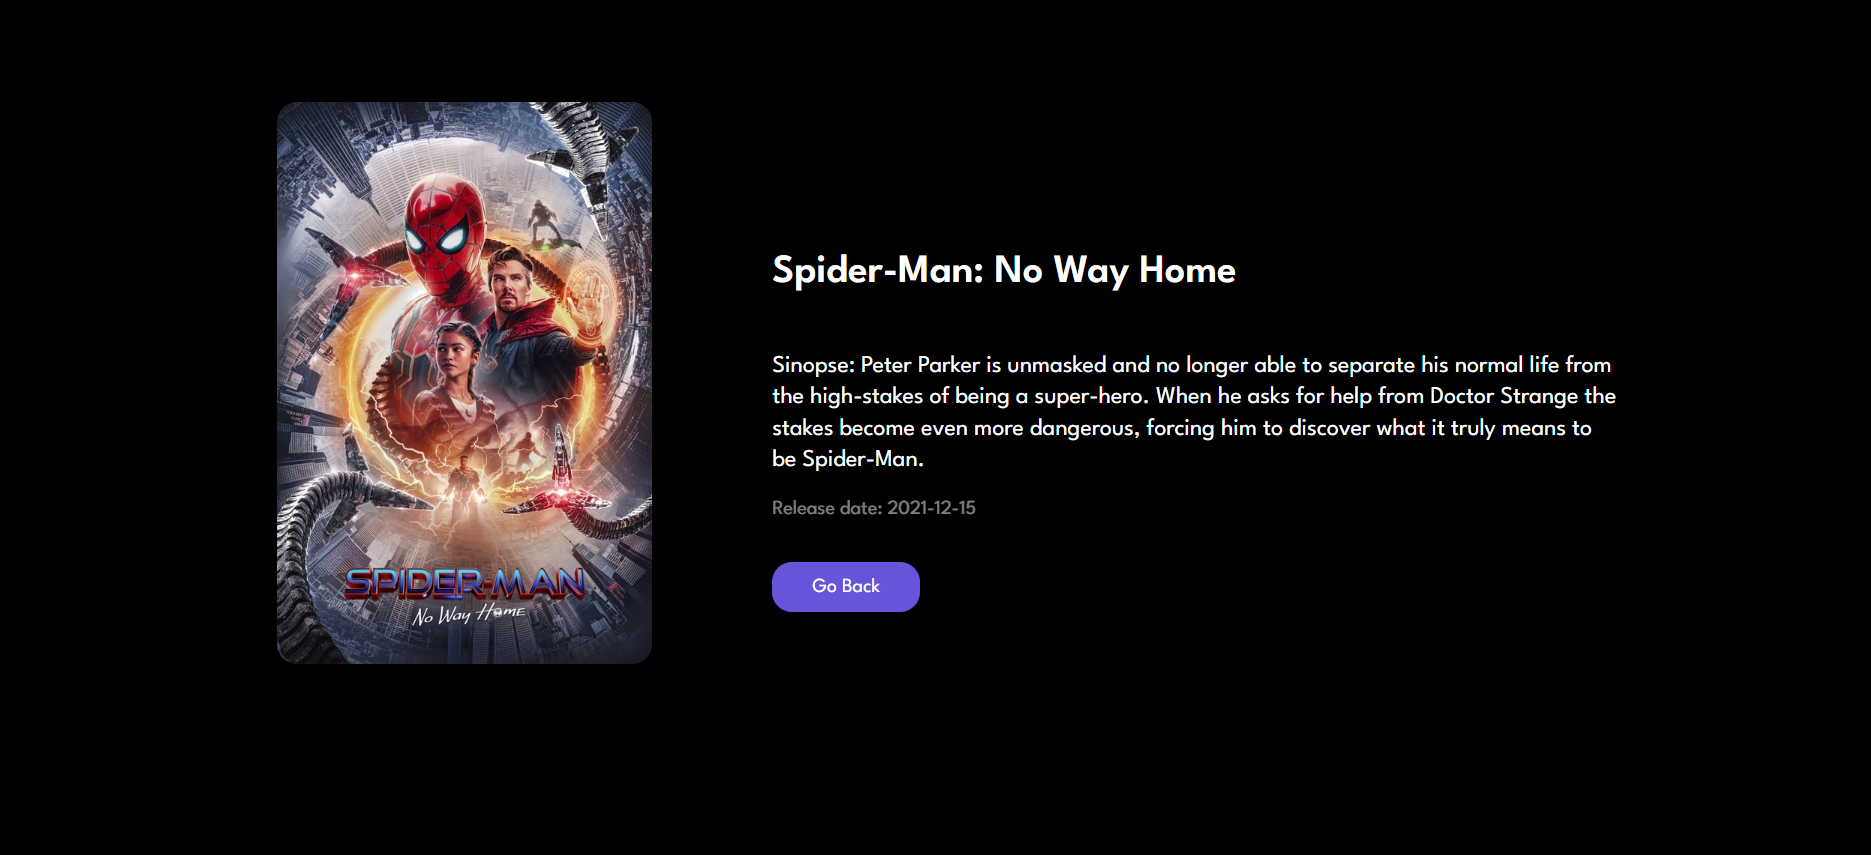 SPIDER-MAN
No Way Home
Spider-Man: No Way Home
Sinopse: Peter Parker is unmasked and no longer able to separate his normal life from
the high-stakes of being a super-hero. When he asks for help from Doctor Strange the
stakes become even more dangerous, forcing him to discover what it truly means to
be Spider-Man.
Release date: 2021-12-15
Go Back